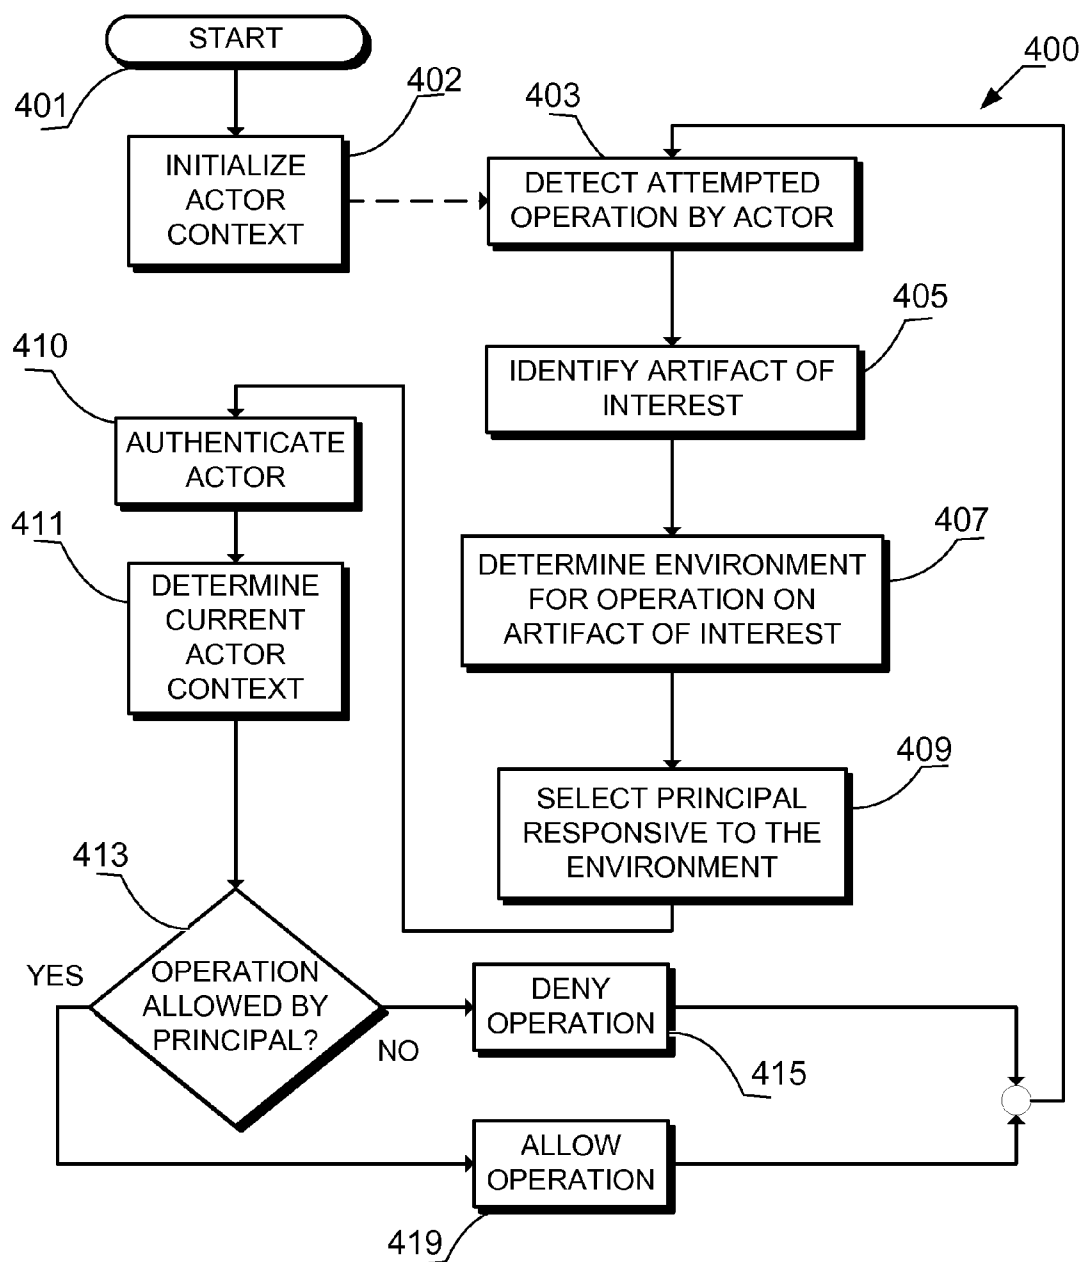 START
400
401
402
INITIALIZE
ACTOR
CONTEXT
403
DETECT ATTEMPTED
OPERATION BY ACTOR
405
IDENTIFY ARTIFACT OF
INTEREST
407
DETERMINE ENVIRONMENT
FOR OPERATION ON
ARTIFACT OF INTEREST
409
SELECT PRINCIPAL
RESPONSIVE TO THE
ENVIRONMENT
410
AUTHENTICATE
ACTOR
411
DETERMINE
CURRENT
ACTOR
CONTEXT
413
OPERATION
ALLOWED BY
PRINCIPAL?
YES
NO
DENY
OPERATION
415
ALLOW
OPERATION
419